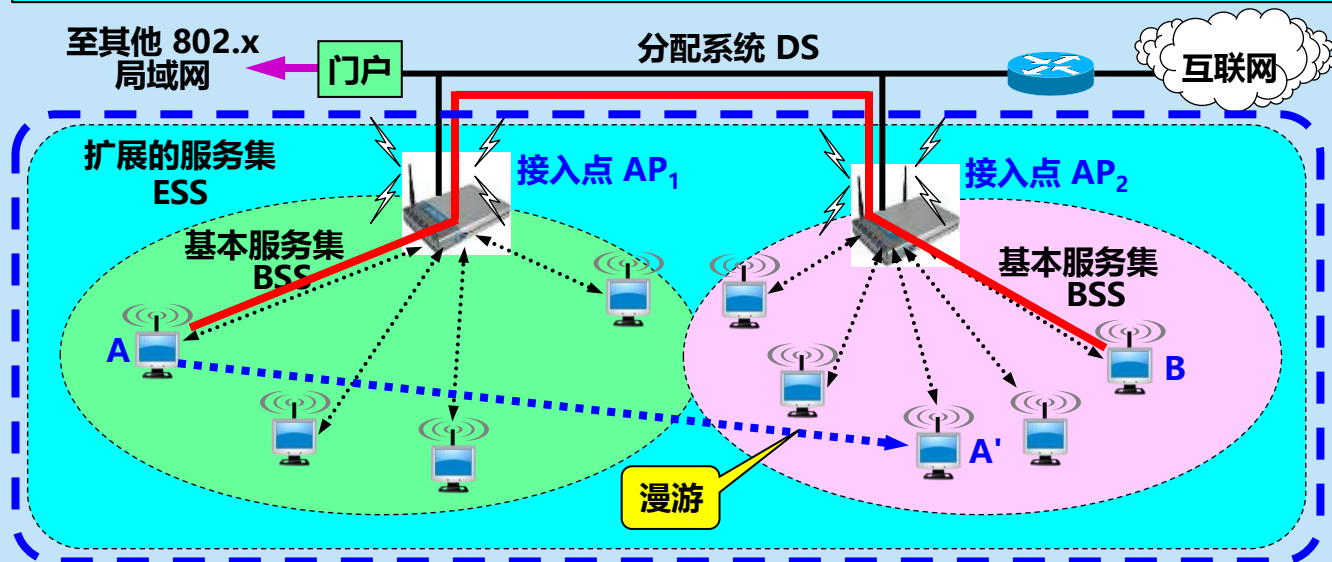 至其他 802.x
局域网
门户
分配系统 DS
互联网
扩展的服务集
ESS
接入点 AP₁
接入点 AP₂
基本服务集
BSS
基本服务集
BSS
A
B
A'
漫游